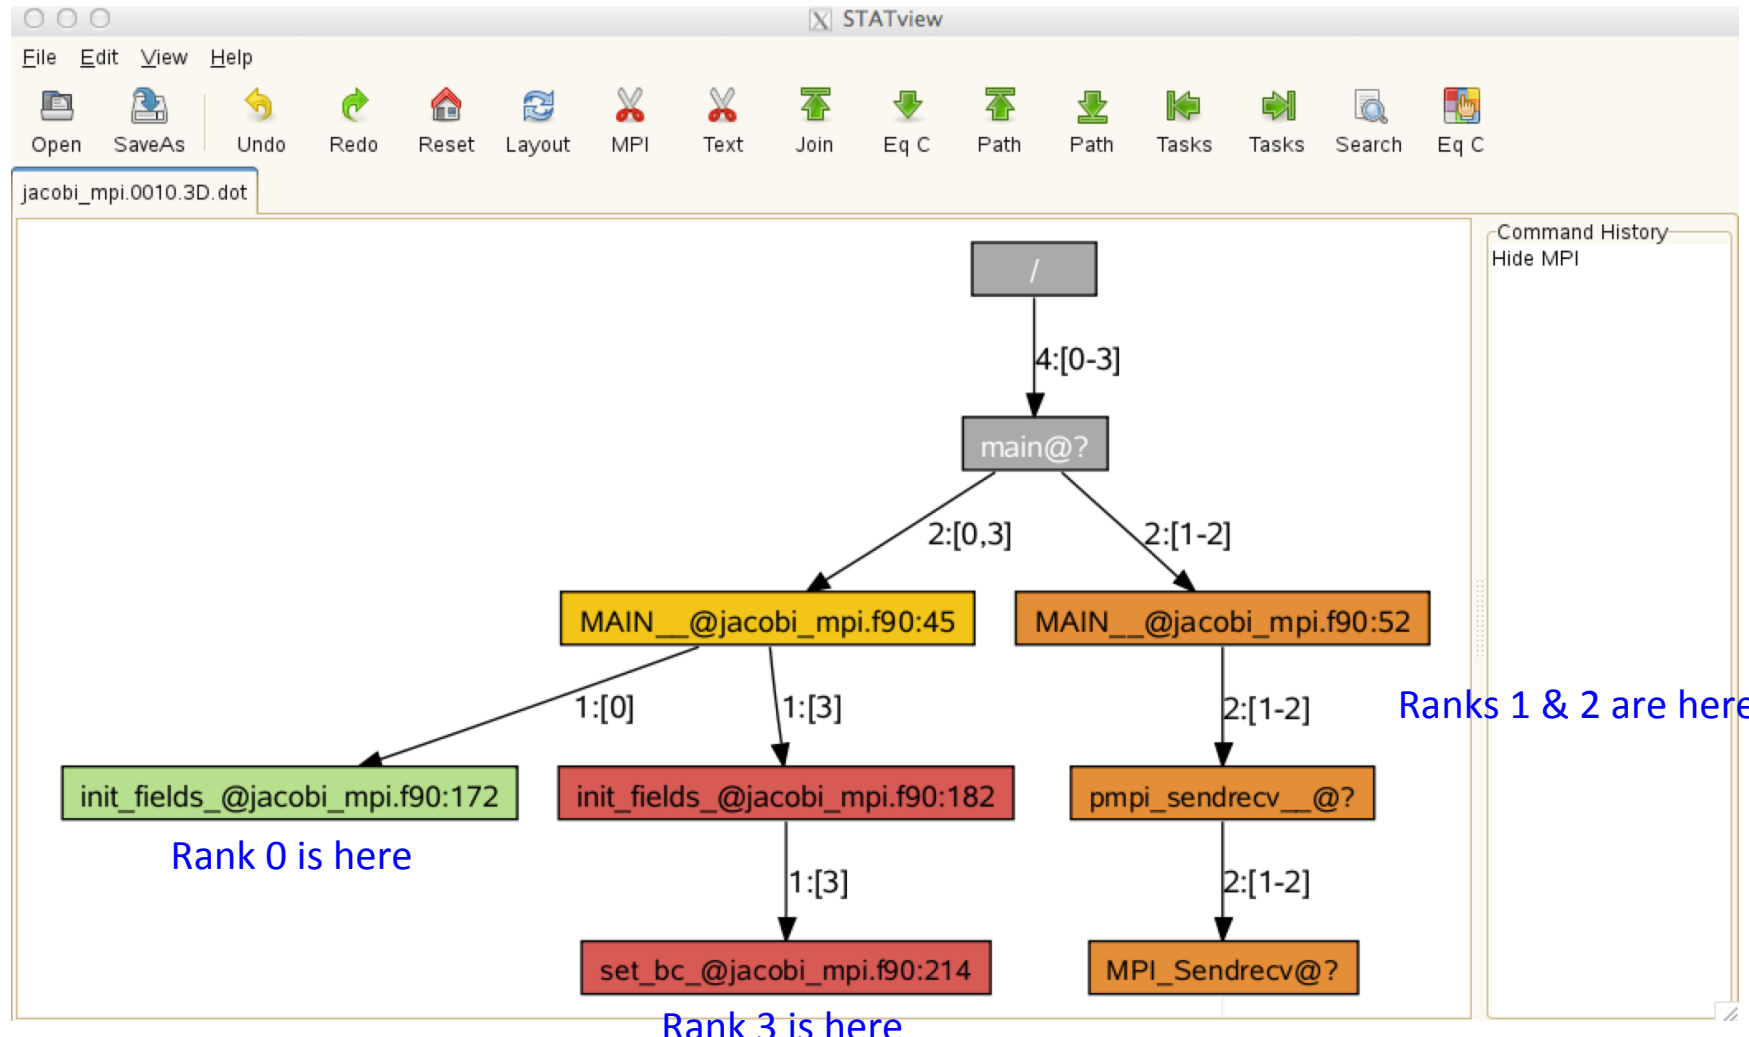 STATview
File Edit View Help
Open SaveAs Undo Redo Reset Layout MPI Text Join Eq C Path Path Tasks Tasks Search Eq C
jacobi_mpi.0010.3D.dot
Command History
Hide MPI
/
4:[0-3]
main@?
2:[0,3]
2:[1-2]
MAIN__@jacobi_mpi.f90:45
MAIN__@jacobi_mpi.f90:52
1:[0]
1:[3]
2:[1-2]
Ranks 1 & 2 are here
init_fields_@jacobi_mpi.f90:172
init_fields_@jacobi_mpi.f90:182
pmpi_sendrecv__@?
Rank 0 is here
1:[3]
2:[1-2]
set_bc_@jacobi_mpi.f90:214
MPI_Sendrecv@?
Rank 3 is here